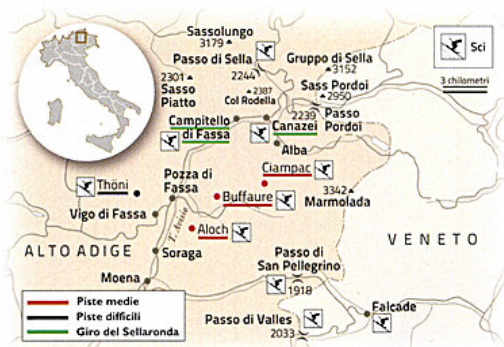 Sassolungo
3179
Passo di Sella
2244
Gruppo di Sella
3152
Sci
3 chilometri
2301
Sasso
Piatto
2387
Col Rodella
Sass Pordoi
2950
2239
Passo
Pordoi
Campitello
di Fassa
Canazei
Alba
Ciampac
Thöni
Pozza di
Fassa
Buffaure
3342
Marmolada
Vigo di Fassa
T. Avisio
Aloch
ALTO ADIGE
VENETO
Soraga
Passo di
San Pellegrino
1918
Moena
Piste medie
Piste difficili
Giro del Sellaronda
Passo di Valles
2033
Falcade